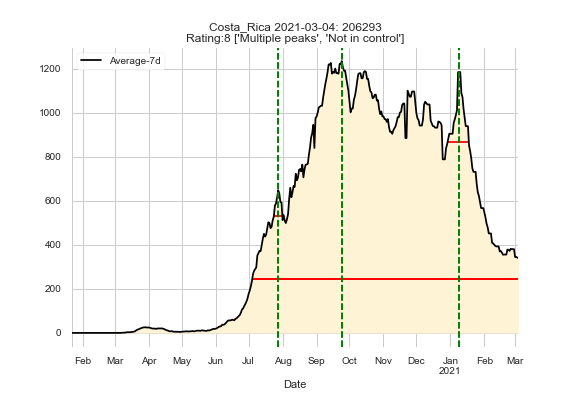 Costa_Rica 2021-03-04: 206293
Rating:8 ['Multiple peaks', 'Not in control']
Average-7d
1200
1000
800
600
400
200
0
Feb Mar Apr May Jun Jul Aug Sep Oct Nov Dec Jan Feb Mar
2021
Date